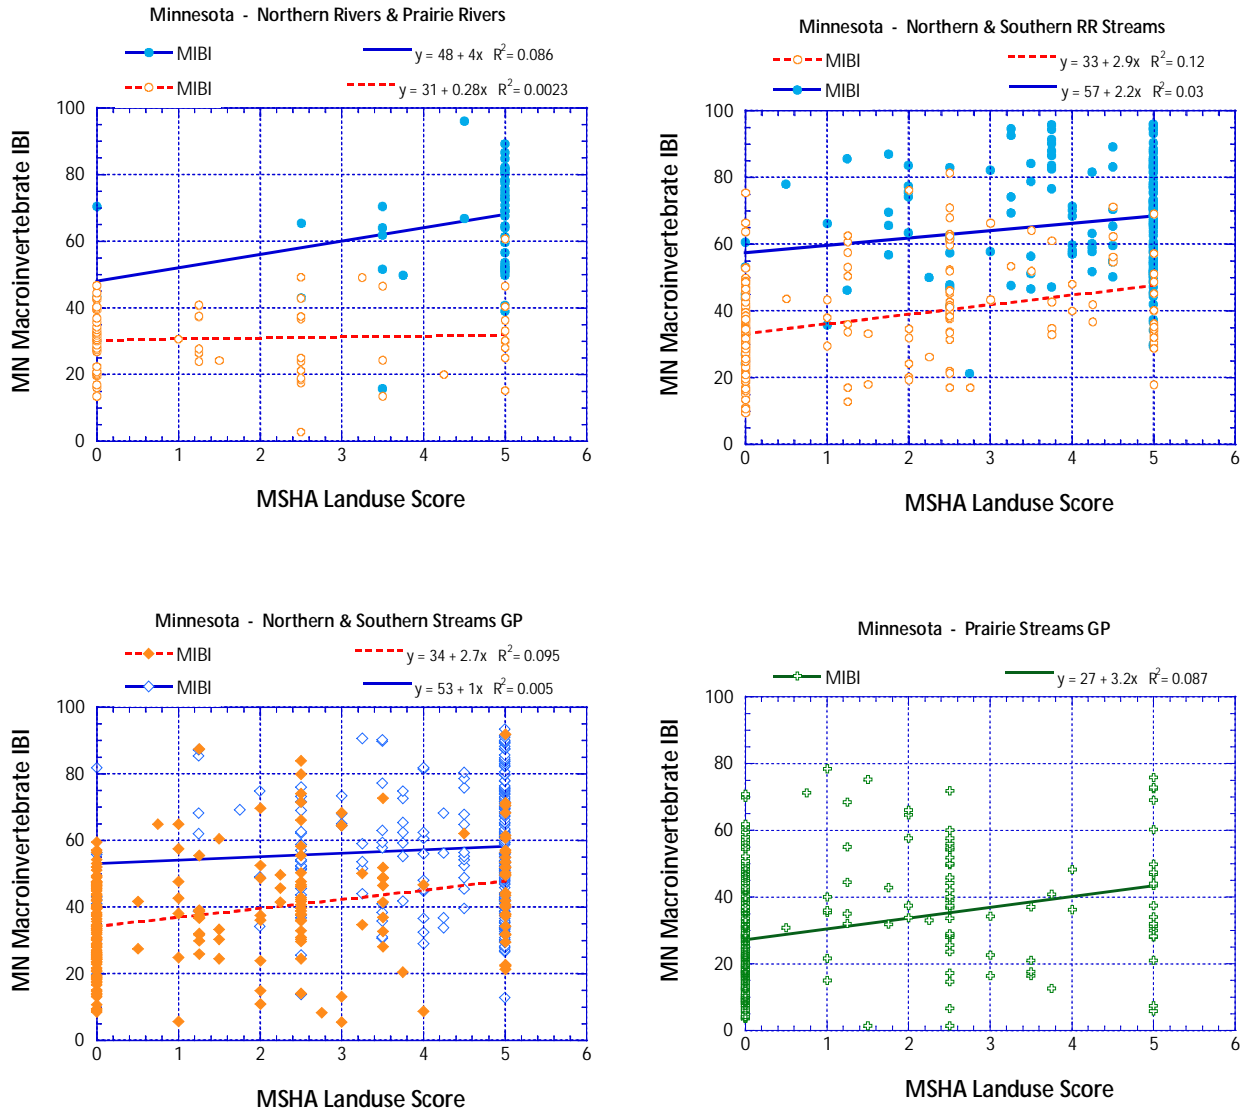 Minnesota - Northern Rivers & Prairie Rivers
MIBI y = 48 + 4x R² = 0.086
MIBI y = 31 + 0.28x R² = 0.0023
MN Macroinvertebrate IBI
100
80
60
40
20
0
0 1 2 3 4 5 6
MSHA Landuse Score
Minnesota - Northern & Southern RR Streams
MIBI y = 33 + 2.9x R² = 0.12
MIBI y = 57 + 2.2x R² = 0.03
MN Macroinvertebrate IBI
100
80
60
40
20
0
0 1 2 3 4 5 6
MSHA Landuse Score
Minnesota - Northern & Southern Streams GP
MIBI y = 34 + 2.7x R² = 0.095
MIBI y = 53 + 1x R² = 0.005
MN Macroinvertebrate IBI
100
80
60
40
20
0
0 1 2 3 4 5 6
MSHA Landuse Score
Minnesota - Prairie Streams GP
MIBI y = 27 + 3.2x R² = 0.087
MN Macroinvertebrate IBI
100
80
60
40
20
0
0 1 2 3 4 5 6
MSHA Landuse Score